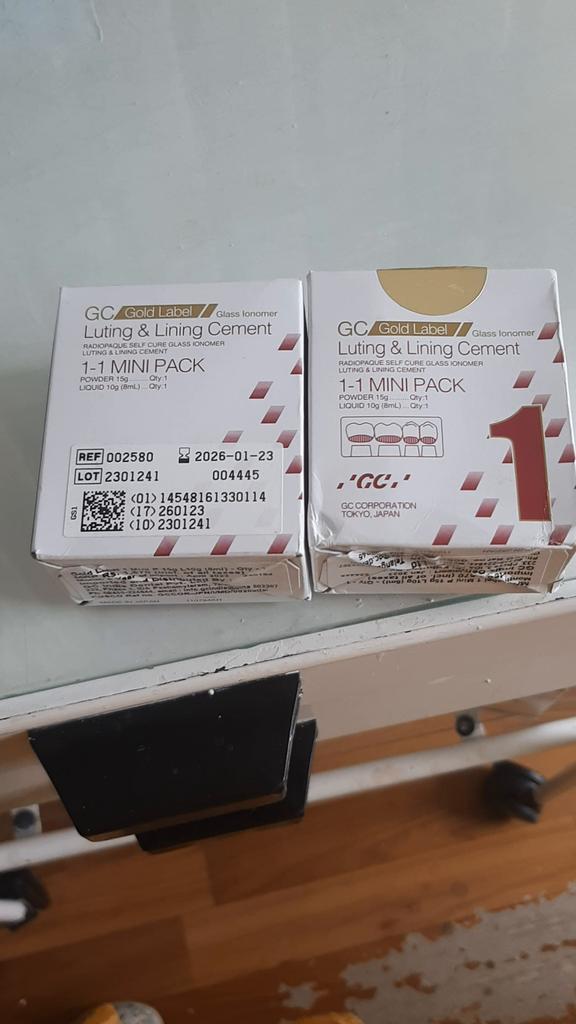 GC Gold Label Glass Ionomer
Luting & Lining Cement
RADIOPAQUE SELF CURE GLASS IONOMER
LUTING & LINING CEMENT
1-1 MINI PACK
POWDER 15g ......... Qty:1
LIQUID 10g (8mL) ... Qty:1
REF 002580 2026-01-23
LOT 2301241 004445
GS1
(01) 14548161330114
(17) 260123
(10) 2301241
GC Gold Label Glass Ionomer
Luting & Lining Cement
RADIOPAQUE SELF CURE GLASS IONOMER
LUTING & LINING CEMENT
1-1 MINI PACK
POWDER 15g ......... Qty:1
LIQUID 10g (8mL) ... Qty:1
1
GC
GC CORPORATION
TOKYO, JAPAN